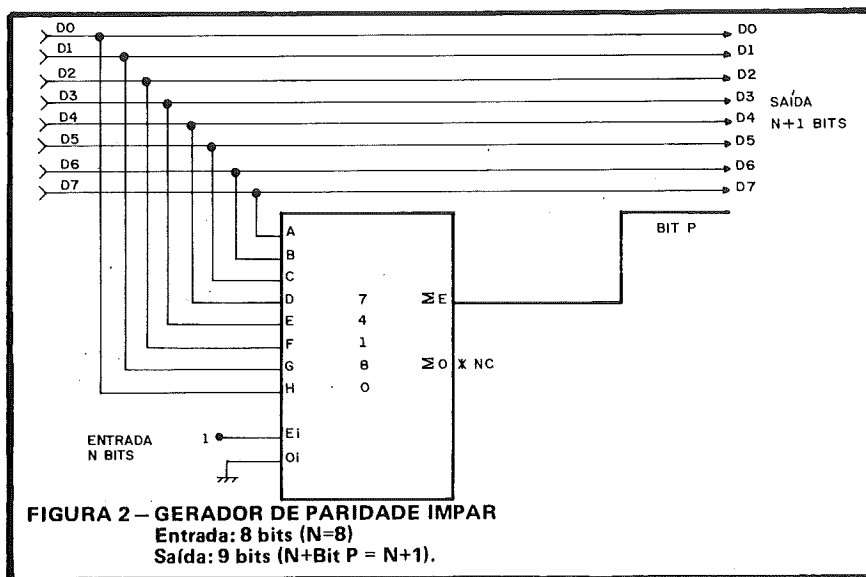 D0 D0
D1 D1
D2 D2
D3 D3 SAÍDA
D4 D4 N+1 BITS
D5 D5
D6 D6
D7 D7
BIT P
A
B
C
D 7 ΣE
E 4
F 1
G 8 ΣO NC
H 0
ENTRADA 1 Ei
N BITS Oi
FIGURA 2 — GERADOR DE PARIDADE IMPAR
Entrada: 8 bits (N=8)
Saída: 9 bits (N+Bit P = N+1).